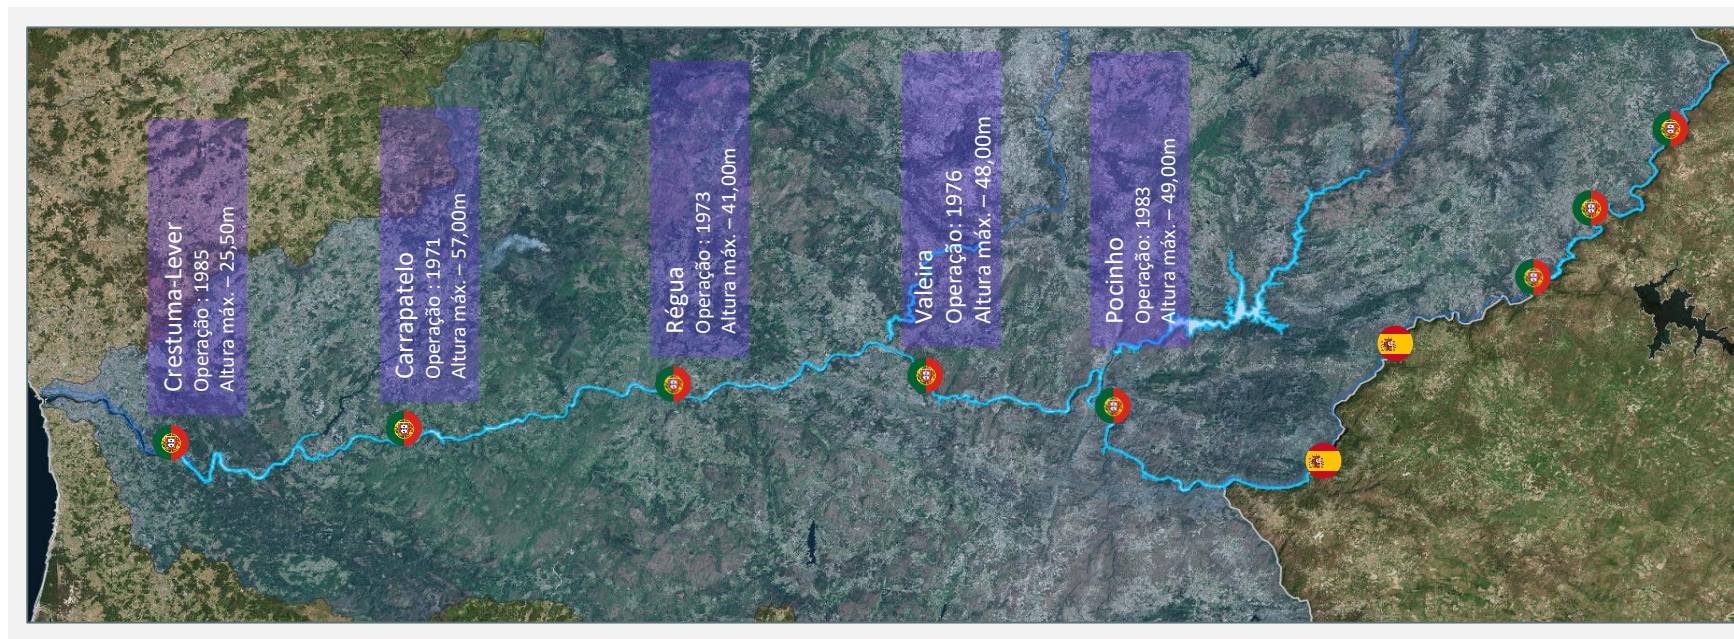 Crestuma-Lever
Operação : 1985
Altura máx. – 25,50m
Carrapatelo
Operação : 1971
Altura máx. – 57,00m
Régua
Operação : 1973
Altura máx. – 41,00m
Valeira
Operação: 1976
Altura máx. – 48,00m
Pocinho
Operação: 1983
Altura máx. – 49,00m